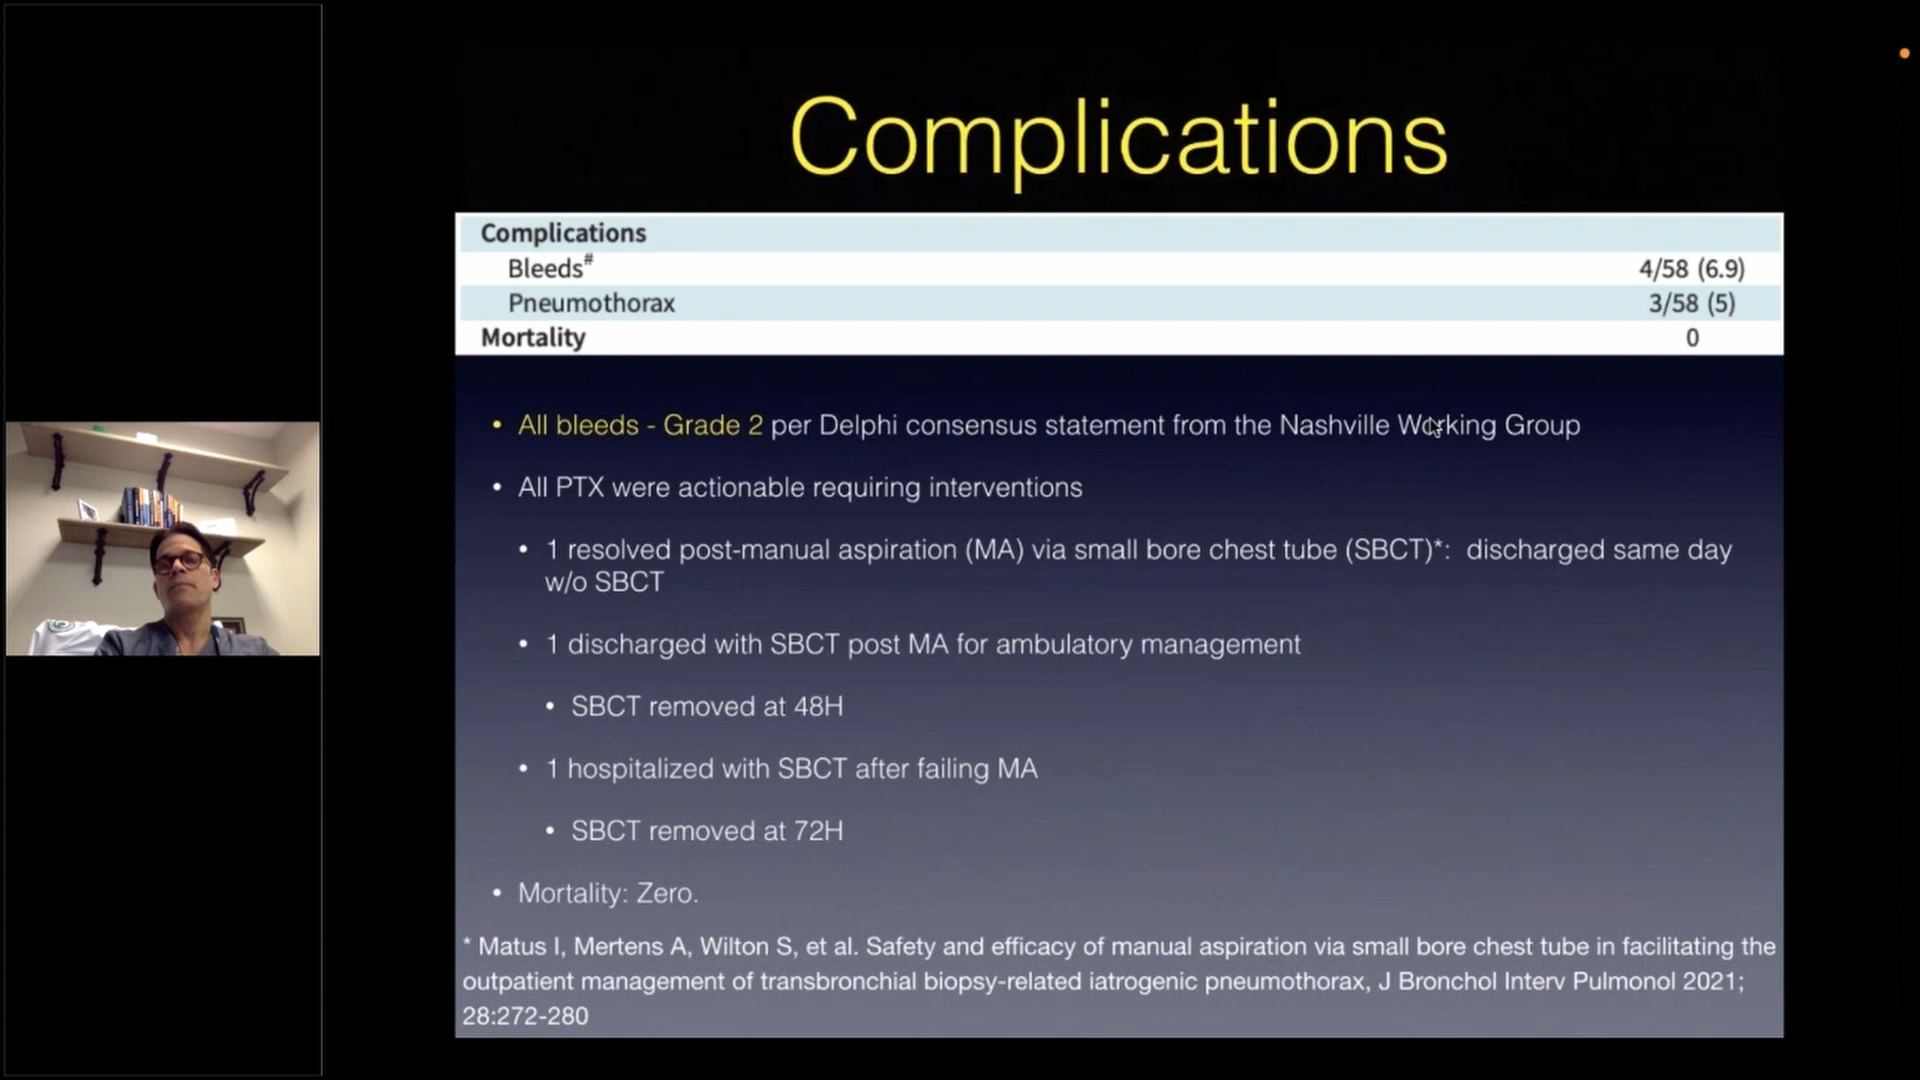 Complications
Complications
Bleeds# 4/58 (6.9)
Pneumothorax 3/58 (5)
Mortality 0
• All bleeds - Grade 2 per Delphi consensus statement from the Nashville Working Group
• All PTX were actionable requiring interventions
• 1 resolved post-manual aspiration (MA) via small bore chest tube (SBCT)*: discharged same day
w/o SBCT
• 1 discharged with SBCT post MA for ambulatory management
• SBCT removed at 48H
• 1 hospitalized with SBCT after failing MA
• SBCT removed at 72H
• Mortality: Zero.
* Matus I, Mertens A, Wilton S, et al. Safety and efficacy of manual aspiration via small bore chest tube in facilitating the
outpatient management of transbronchial biopsy-related iatrogenic pneumothorax, J Bronchol Interv Pulmonol 2021;
28:272-280